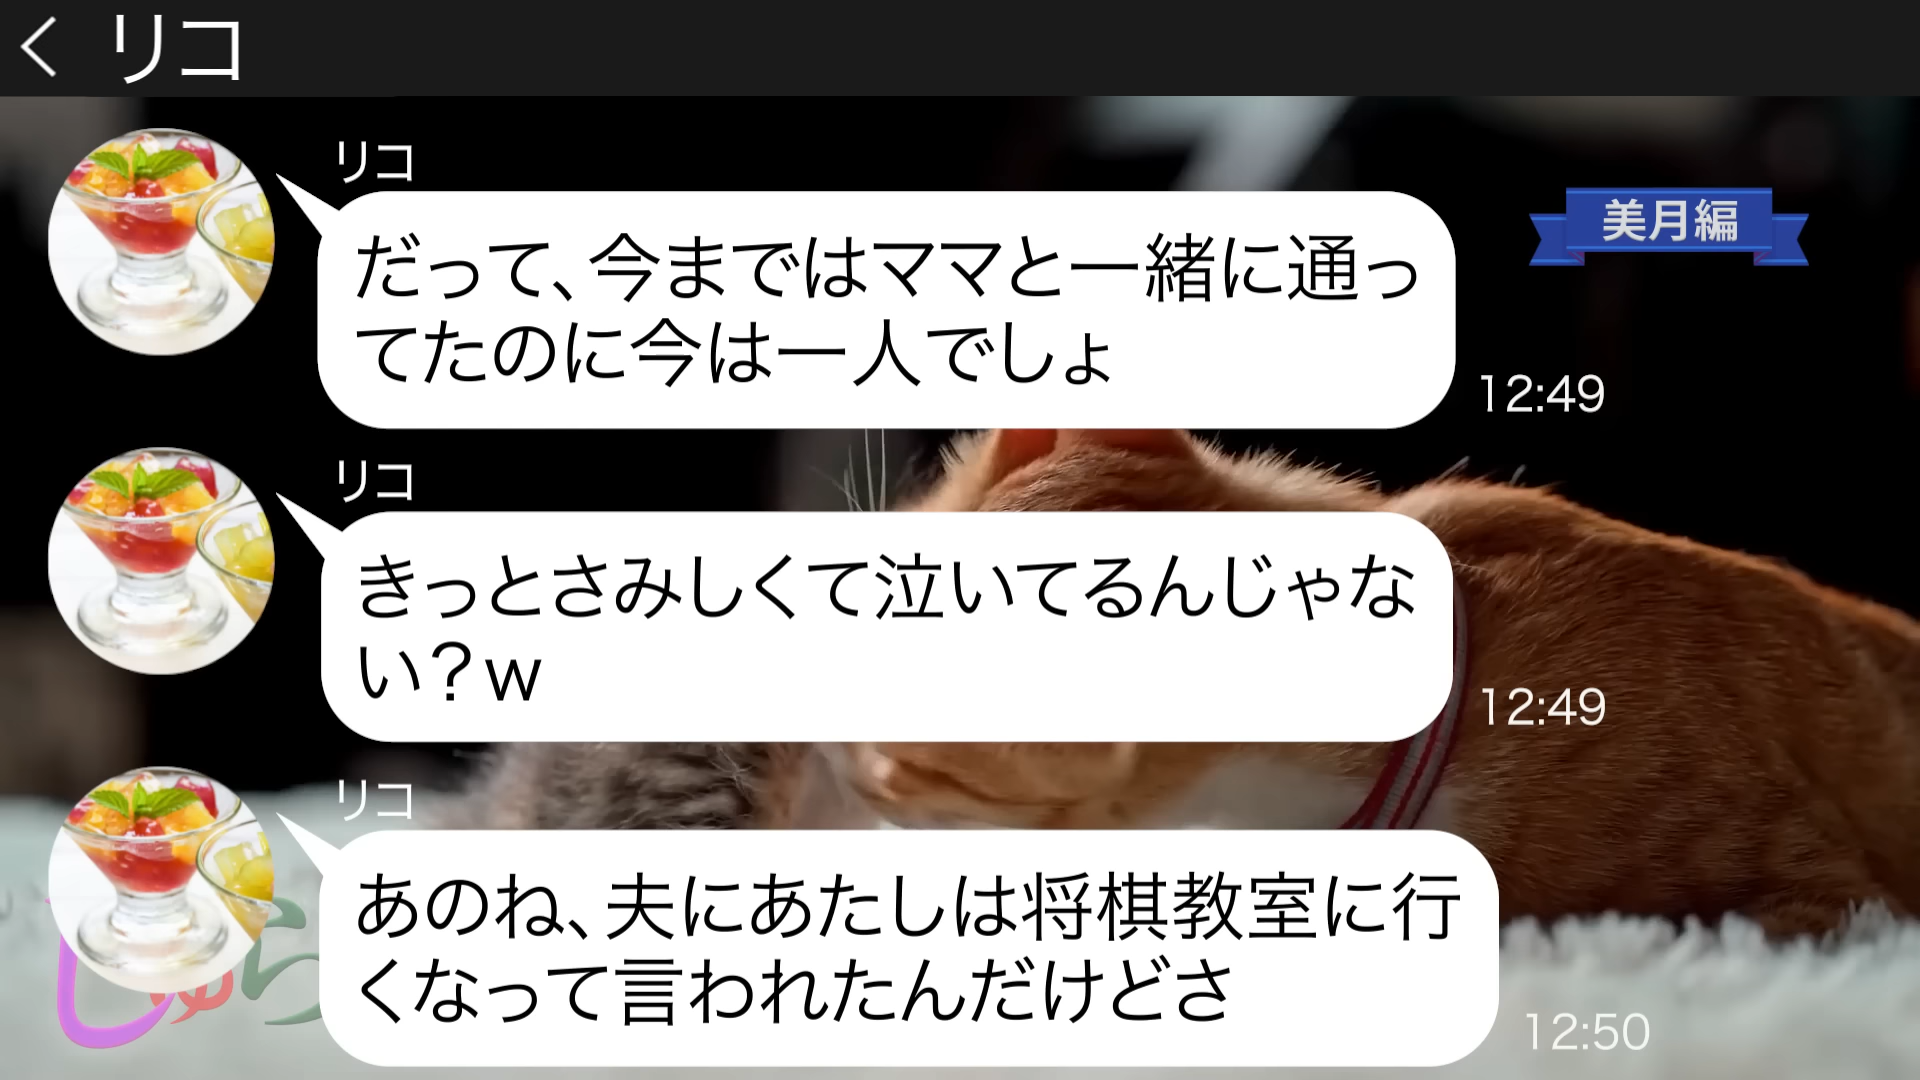 リコ
リコ
美月編
だって、今まではママと一緒に通っ
てたのに今は一人でしょ
12:49
リコ
きっとさみしくて泣いてるんじゃな
い？w
12:49
リコ
あのね、夫にあたしは将棋教室に行
くなって言われたんだけどさ
12:50
しゅら